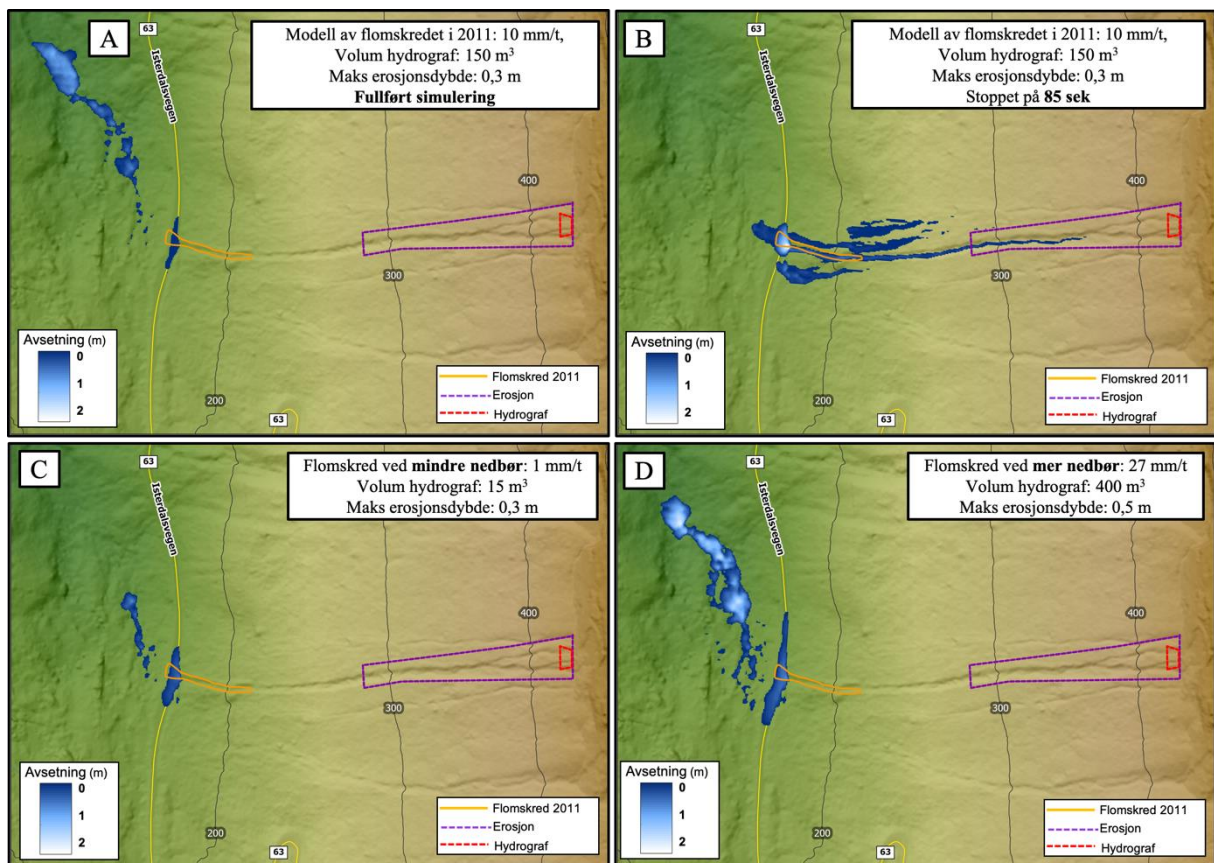 A
63
Isterdalsvegen
Modell av flomskredet i 2011: 10 mm/t,
Volum hydrograf: 150 m³
Maks erosjonsdybde: 0,3 m
Fullført simulering
400
300
200
63
Avsetning (m)
0
1
2
Flomskred 2011
Erosjon
Hydrograf
B
63
Isterdalsvegen
Modell av flomskredet i 2011: 10 mm/t,
Volum hydrograf: 150 m³
Maks erosjonsdybde: 0,3 m
Stoppet på 85 sek
400
300
200
63
Avsetning (m)
0
1
2
Flomskred 2011
Erosjon
Hydrograf
C
63
Isterdalsvegen
Flomskred ved mindre nedbør: 1 mm/t
Volum hydrograf: 15 m³
Maks erosjonsdybde: 0,3 m
400
300
200
63
Avsetning (m)
0
1
2
Flomskred 2011
Erosjon
Hydrograf
D
63
Isterdalsvegen
Flomskred ved mer nedbør: 27 mm/t
Volum hydrograf: 400 m³
Maks erosjonsdybde: 0,5 m
400
300
200
63
Avsetning (m)
0
1
2
Flomskred 2011
Erosjon
Hydrograf